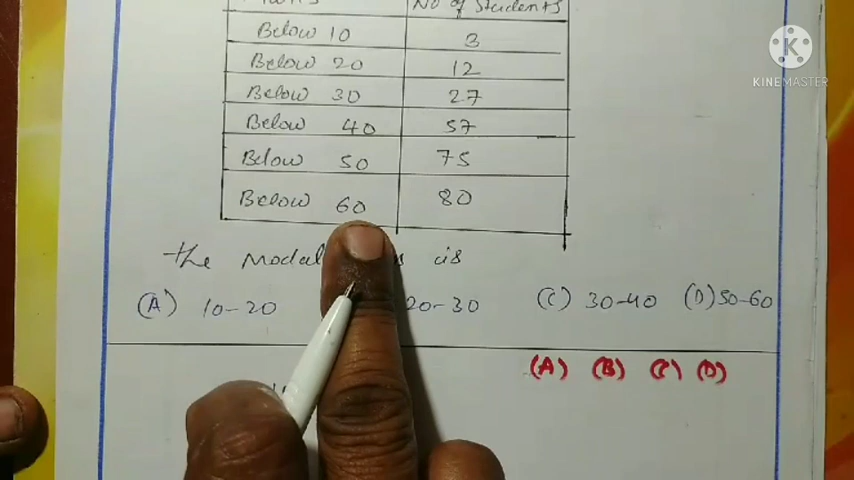 No of Students
Below 10 3
Below 20 12
Below 30 27
Below 40 57
Below 50 75
Below 60 80
the Modal is
(A) 10-20 20-30 (C) 30-40 (D) 50-60
(A) (B) (C) (D)
KINEMASTER